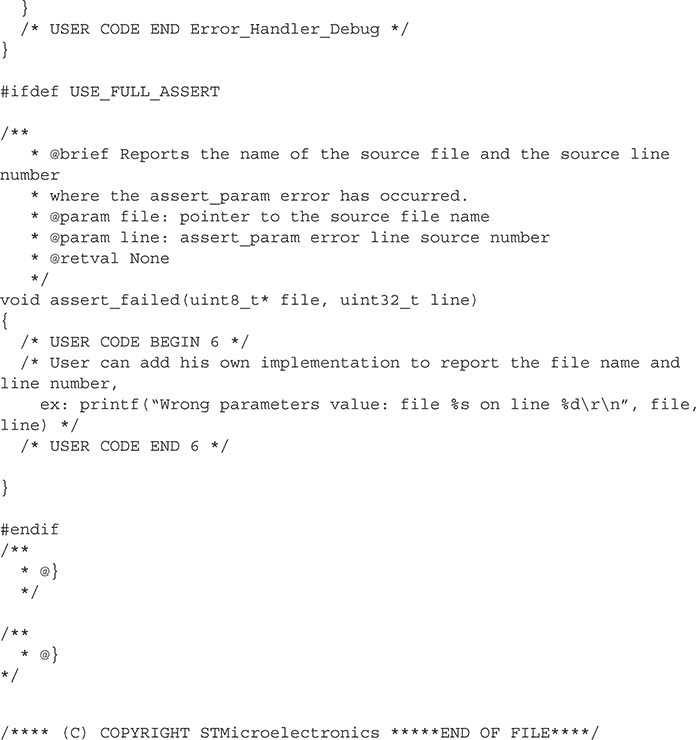 }
/* USER CODE END Error_Handler_Debug */
}
#ifdef USE_FULL_ASSERT
/**
* @brief Reports the name of the source file and the source line
number
* where the assert_param error has occurred.
* @param file: pointer to the source file name
* @param line: assert_param error line source number
* @retval None
*/
void assert_failed(uint8_t* file, uint32_t line)
{
/* USER CODE BEGIN 6 */
/* User can add his own implementation to report the file name and
line number,
ex: printf(“Wrong parameters value: file %s on line %d\r\n”, file,
line) */
/* USER CODE END 6 */
}
#endif
/**
* @}
*/
/**
* @}
*/
/**** (C) COPYRIGHT STMicroelectronics *****END OF FILE****/